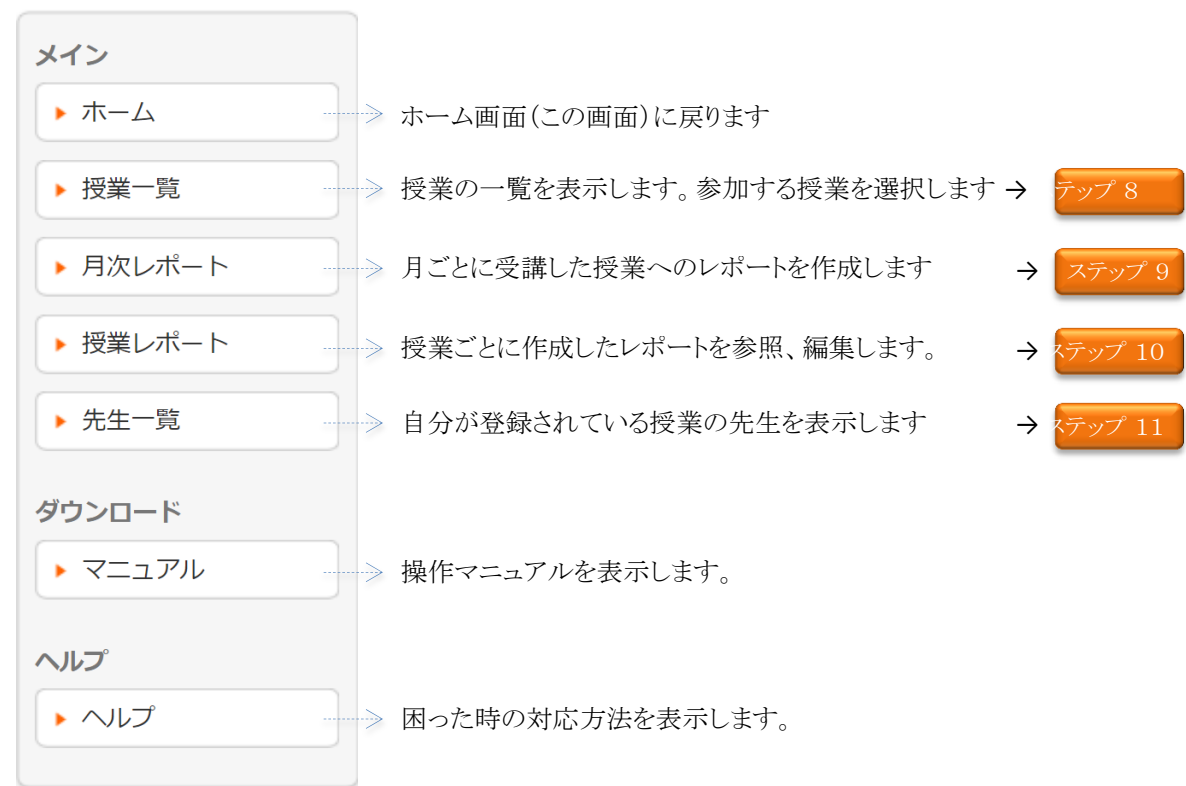 メイン
ホーム
ホーム画面(この画面)に戻ります
授業一覧
授業の一覧を表示します。参加する授業を選択します →
テップ 8
月次レポート
月ごとに受講した授業へのレポートを作成します →
ステップ 9
授業レポート
授業ごとに作成したレポートを参照、編集します。 →
ステップ 10
先生一覧
自分が登録されている授業の先生を表示します →
ステップ 11
ダウンロード
マニュアル
操作マニュアルを表示します。
ヘルプ
ヘルプ
困った時の対応方法を表示します。